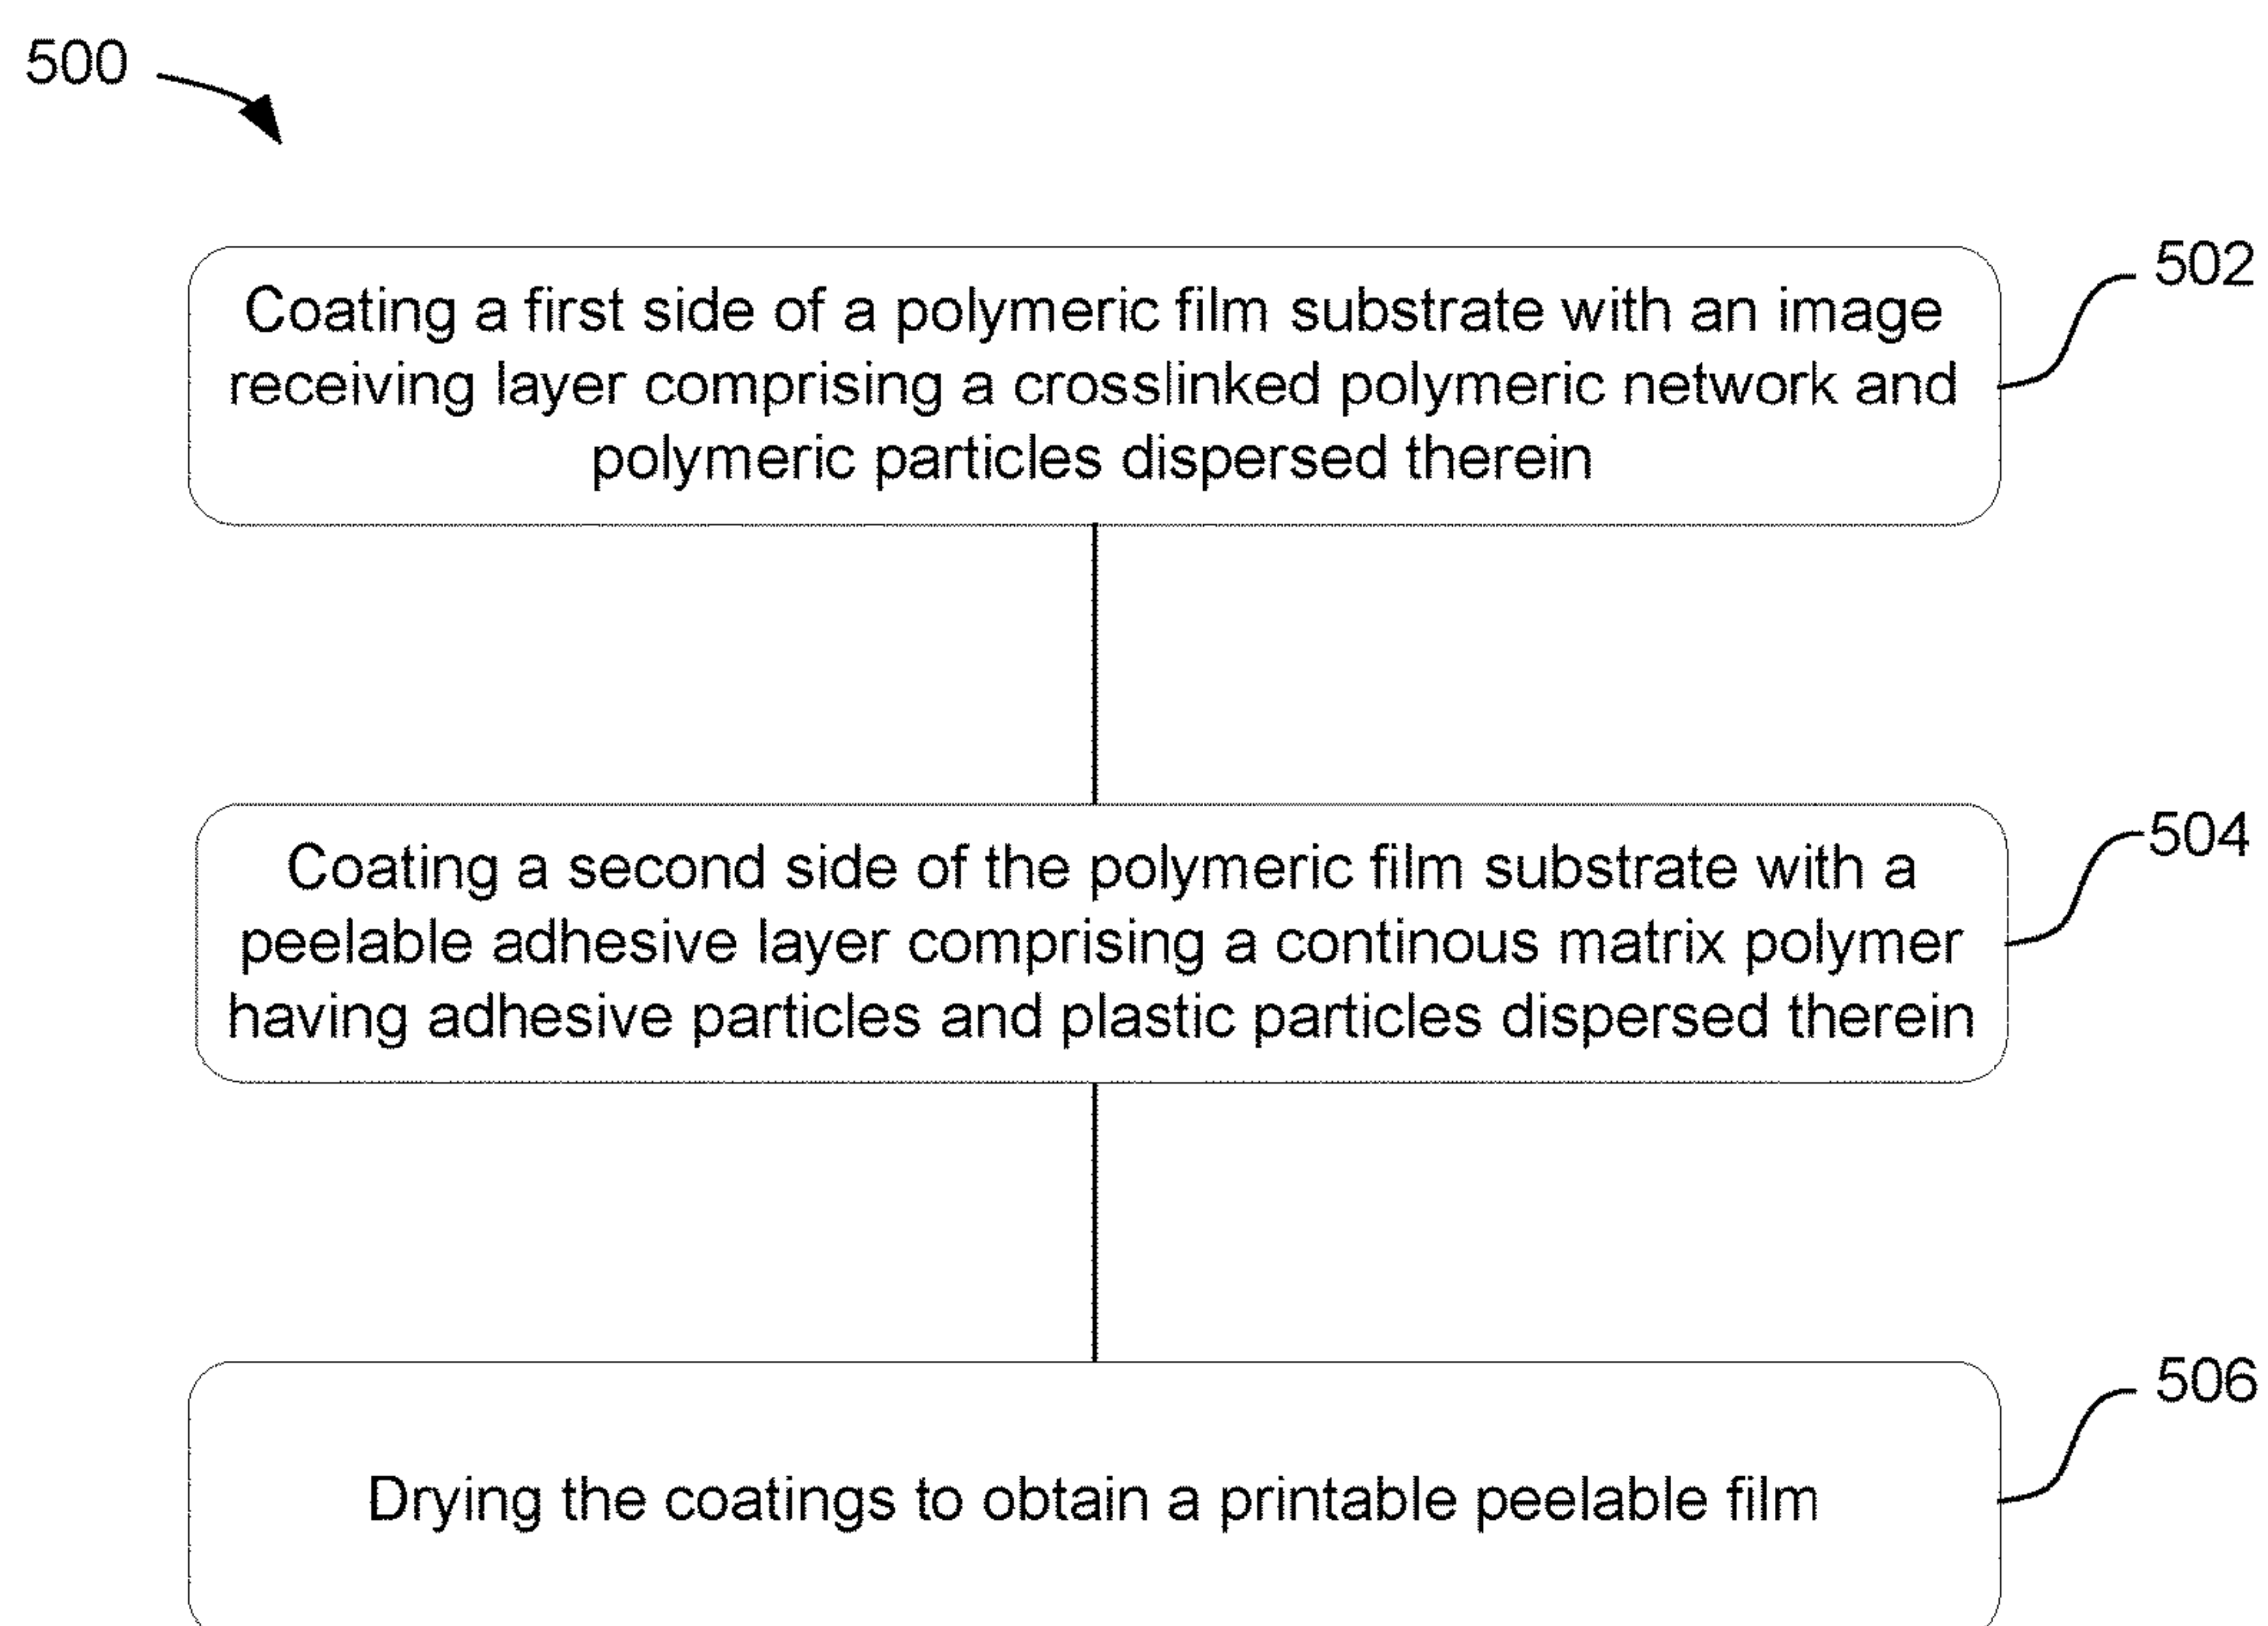 500
502
Coating a first side of a polymeric film substrate with an image
receiving layer comprising a crosslinked polymeric network and
polymeric particles dispersed therein
504
Coating a second side of the polymeric film substrate with a
peelable adhesive layer comprising a continous matrix polymer
having adhesive particles and plastic particles dispersed therein
506
Drying the coatings to obtain a printable peelable film